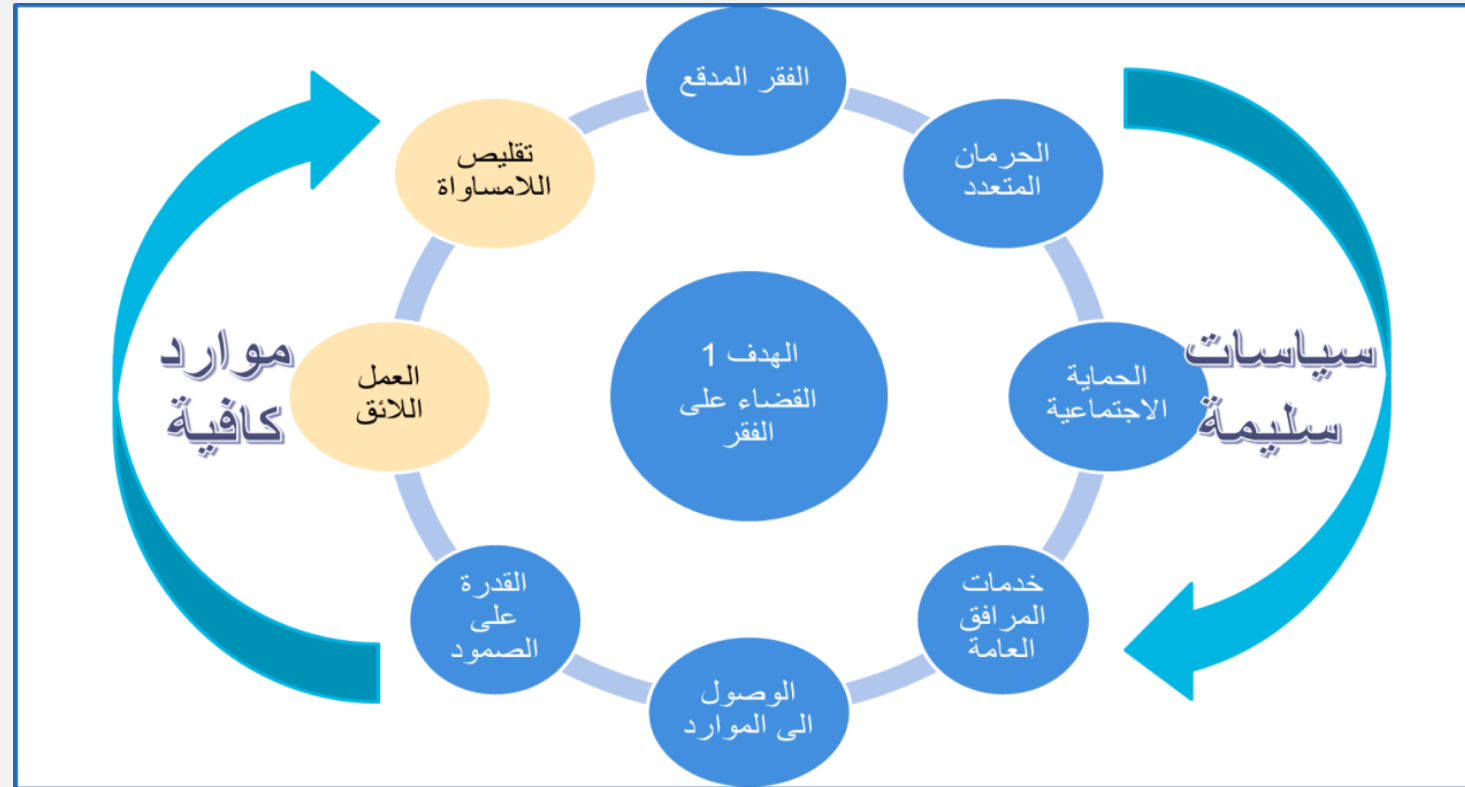 الفقر المدقع
الحرمان
المتعدد
الحماية
الاجتماعية
خدمات
المرافق
العامة
الوصول
الى الموارد
القدرة
على
الصمود
العمل
اللائق
تقليص
اللامساواة
الهدف 1
القضاء على
الفقر
سياسات
سليمة
موارد
كافية